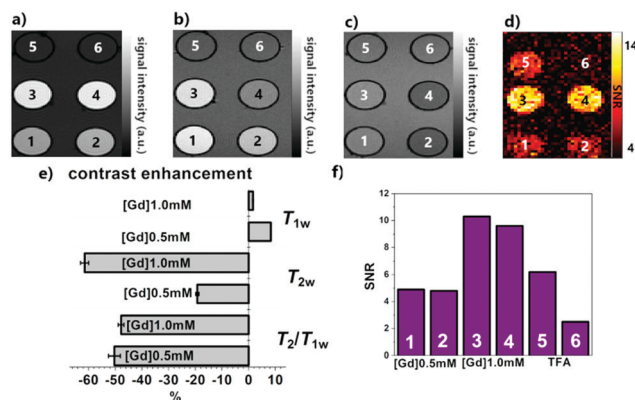 a)
b)
c)
d)
5 6
3 4
1 2
signal intensity (a.u.)
5 6
3 4
1 2
signal intensity (a.u.)
5 6
3 4
1 2
signal intensity (a.u.)
5 6
3 4
1 2
14
SNR
4
e) contrast enhancement
[Gd]1.0mM
T1w
[Gd]0.5mM
[Gd]1.0mM
T2w
[Gd]0.5mM
[Gd]1.0mM
T2/T1w
[Gd]0.5mM
-60 -50 -40 -30 -20 -10 0 10
%
f)
12
10
8
6
4
2
0
SNR
1 2 3 4 5 6
[Gd]0.5mM [Gd]1.0mM TFA